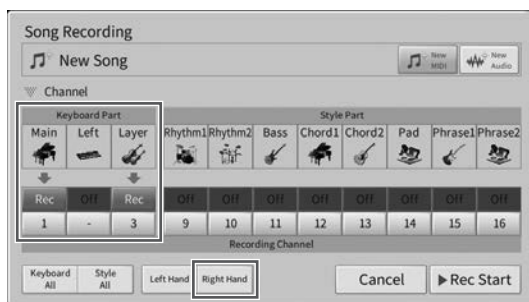 Song Recording
New Song
New MIDI
New Audio
Channel
Keyboard Part
Style Part
Main Left Layer Rhythm1 Rhythm2 Bass Chord1 Chord2 Pad Phrase1 Phrase2
Rec Off Rec Off Off Off Off Off Off Off Off
1 - 3 9 10 11 12 13 14 15 16
Recording Channel
Keyboard All
Style All
Left Hand
Right Hand
Cancel
Rec Start